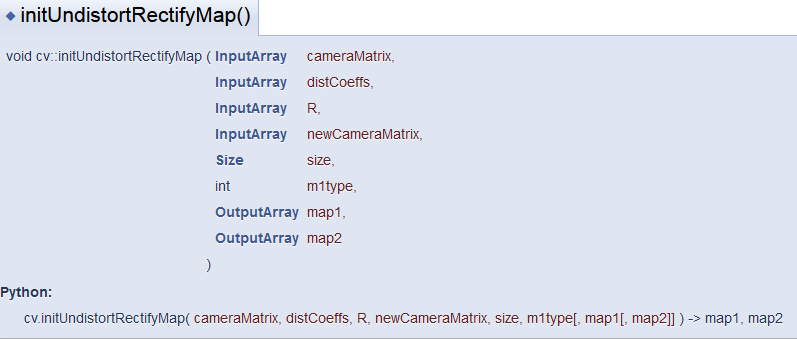 ◆ initUndistortRectifyMap()
void cv::initUndistortRectifyMap ( InputArray cameraMatrix,
InputArray distCoeffs,
InputArray R,
InputArray newCameraMatrix,
Size size,
int m1type,
OutputArray map1,
OutputArray map2
)
Python:
cv.initUndistortRectifyMap( cameraMatrix, distCoeffs, R, newCameraMatrix, size, m1type[, map1[, map2]] ) -> map1, map2